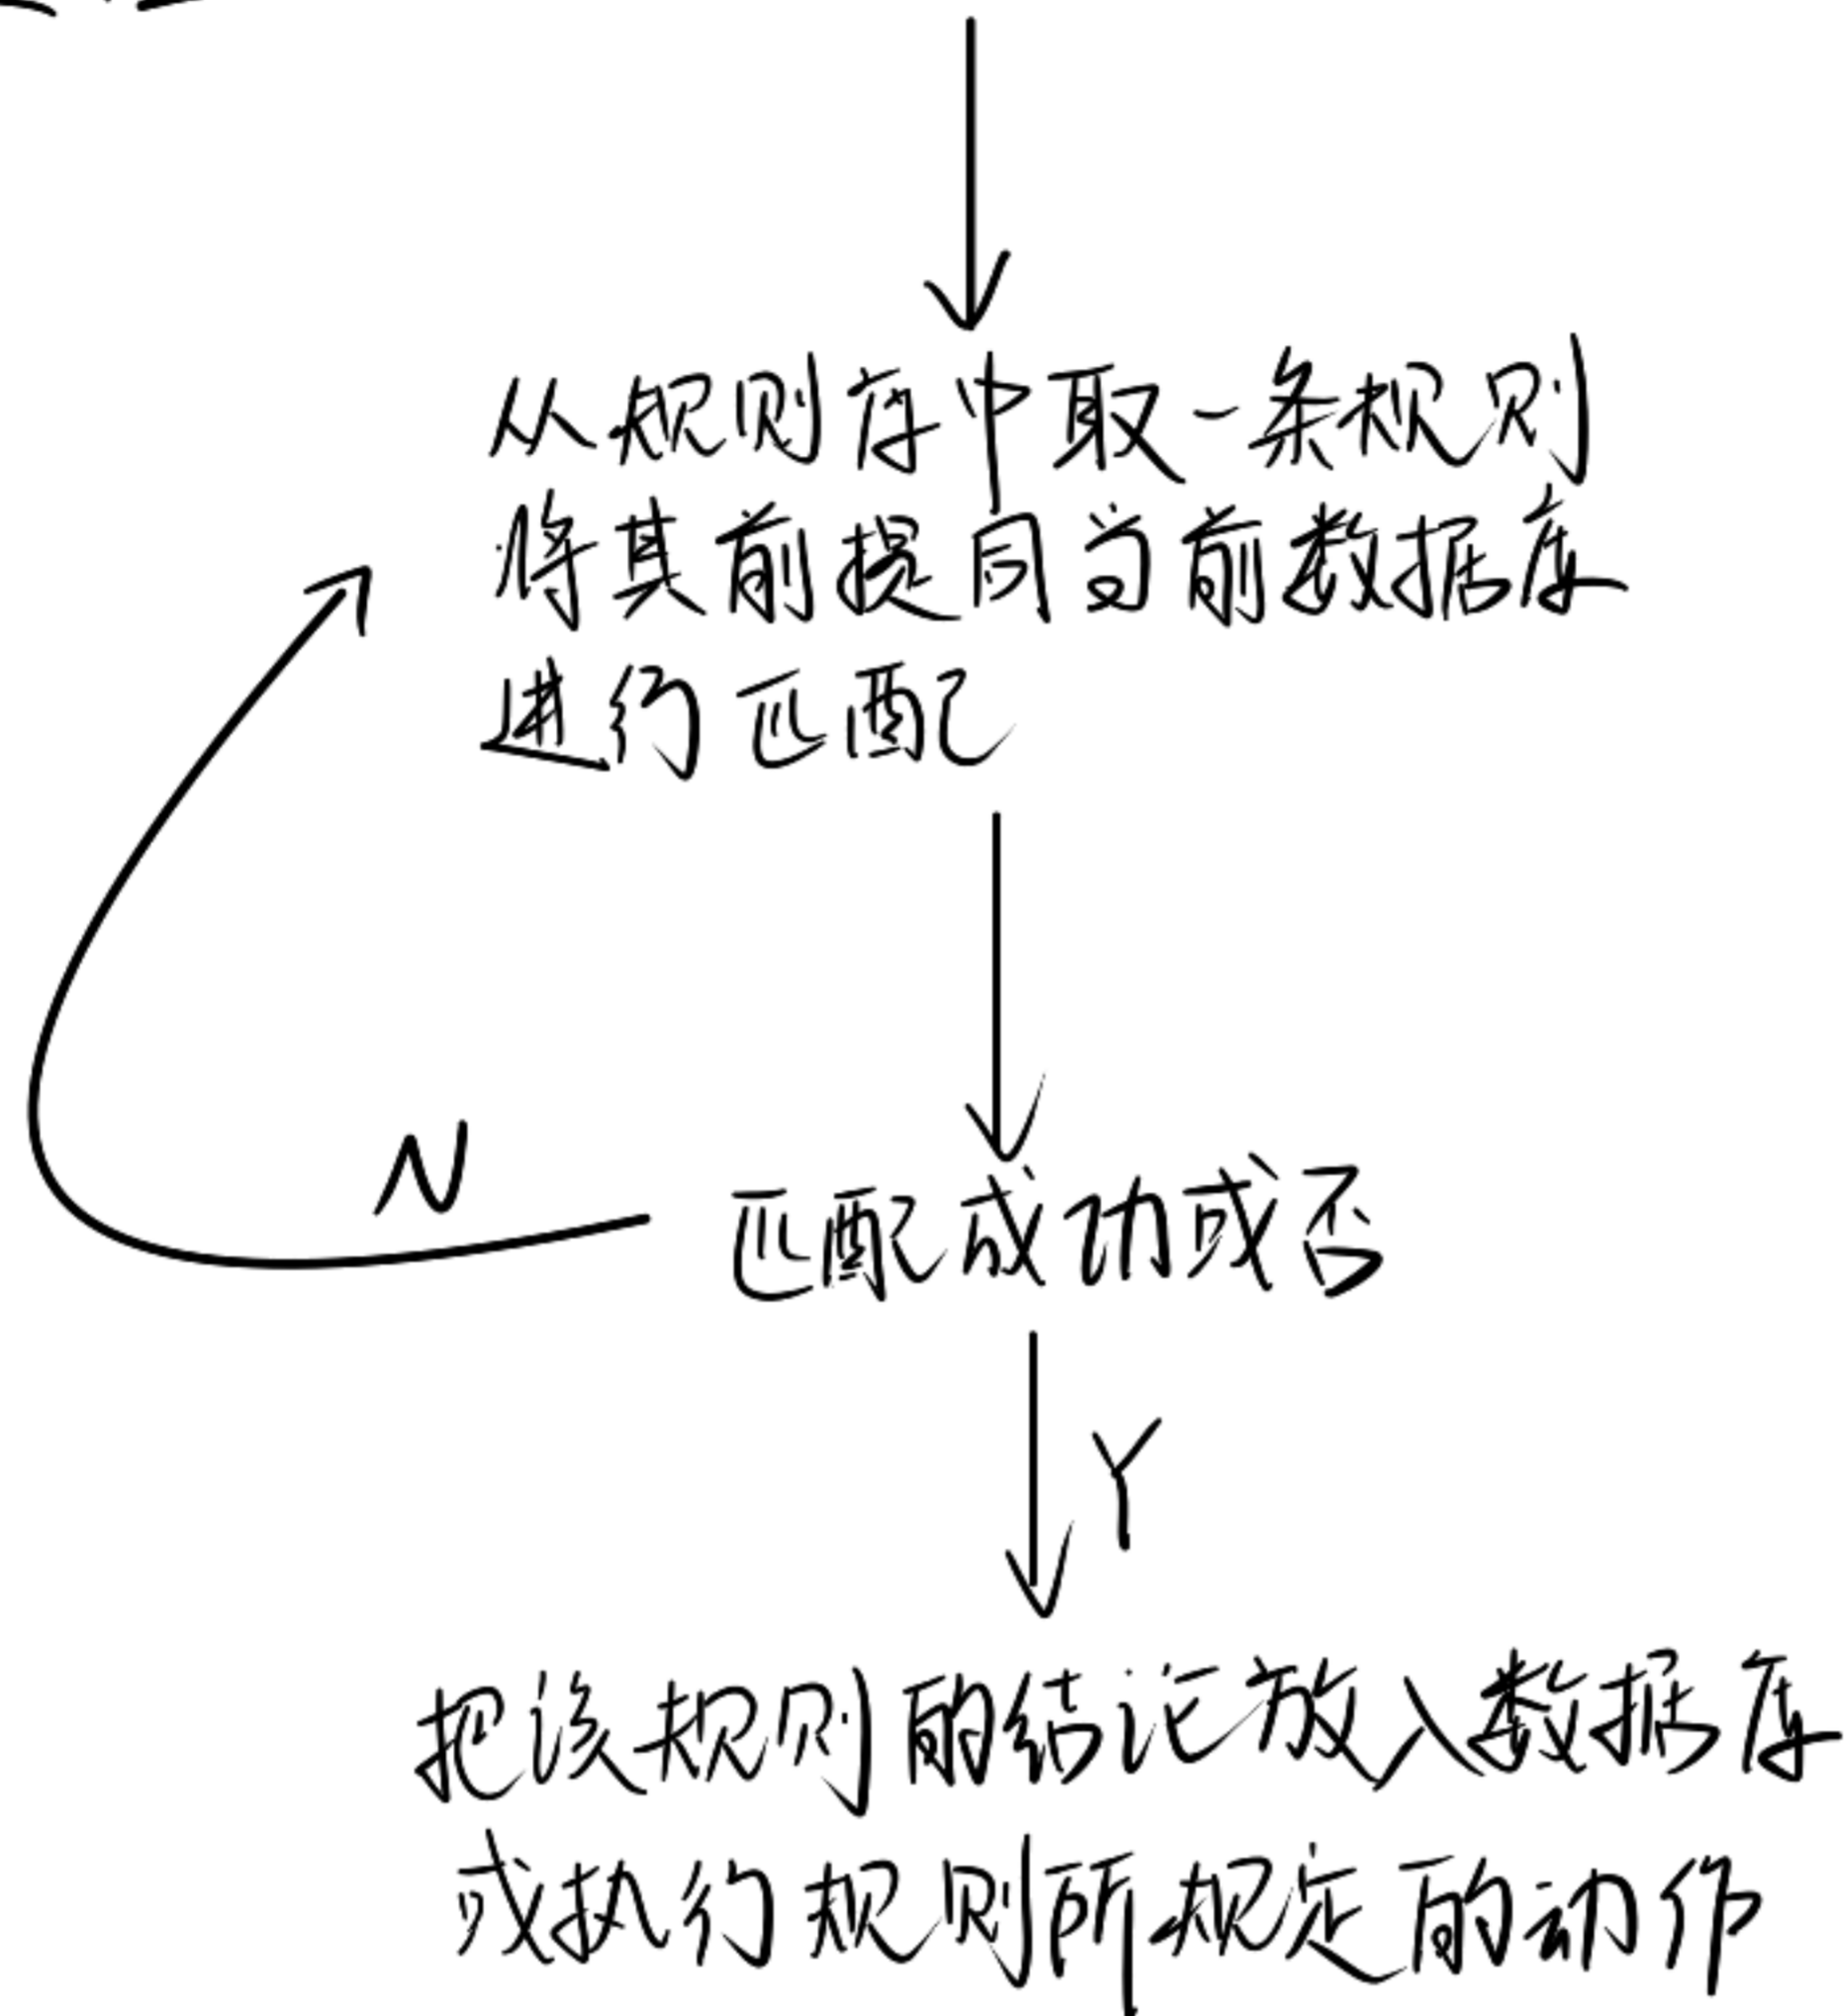 从规则库中取一条规则
将其前提同当前数据库
进行匹配
N
匹配成功或否
Y
把该规则的结论放入数据库
或执行规则所规定的动作